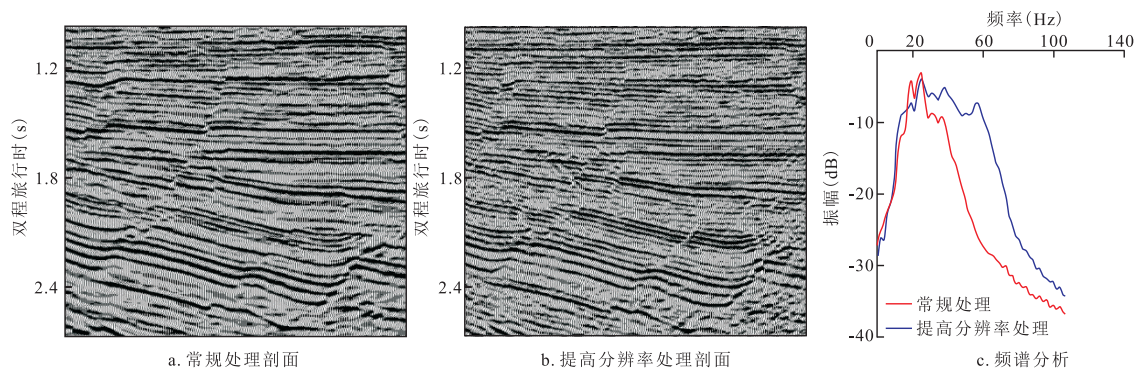 双程旅行时(s)
1.2
1.8
2.4
a.常规处理剖面
双程旅行时(s)
1.2
1.8
2.4
b.提高分辨率处理剖面
频率(Hz)
0 20 60 100 140
振幅(dB)
-10
-20
-30
-40
常规处理
提高分辨率处理
c.频谱分析